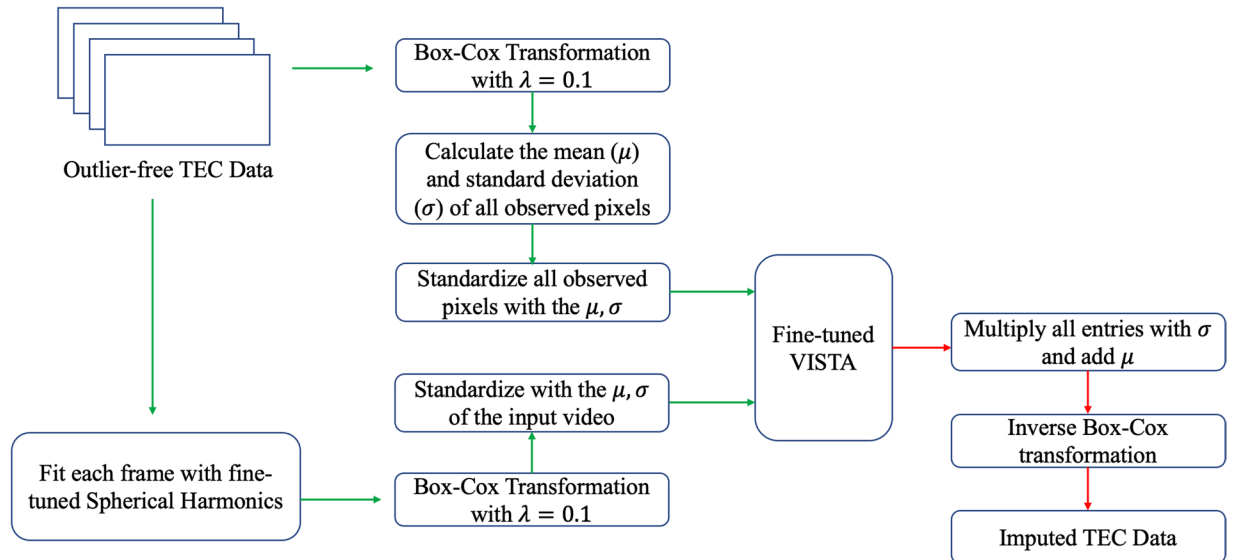 Outlier-free TEC Data
Box-Cox Transformation
with λ = 0.1
Calculate the mean (μ)
and standard deviation
(σ) of all observed pixels
Standardize all observed
pixels with the μ, σ
Fine-tuned
VISTA
Multiply all entries with σ
and add μ
Standardize with the μ, σ
of the input video
Inverse Box-Cox
transformation
Fit each frame with fine-
tuned Spherical Harmonics
Box-Cox Transformation
with λ = 0.1
Imputed TEC Data